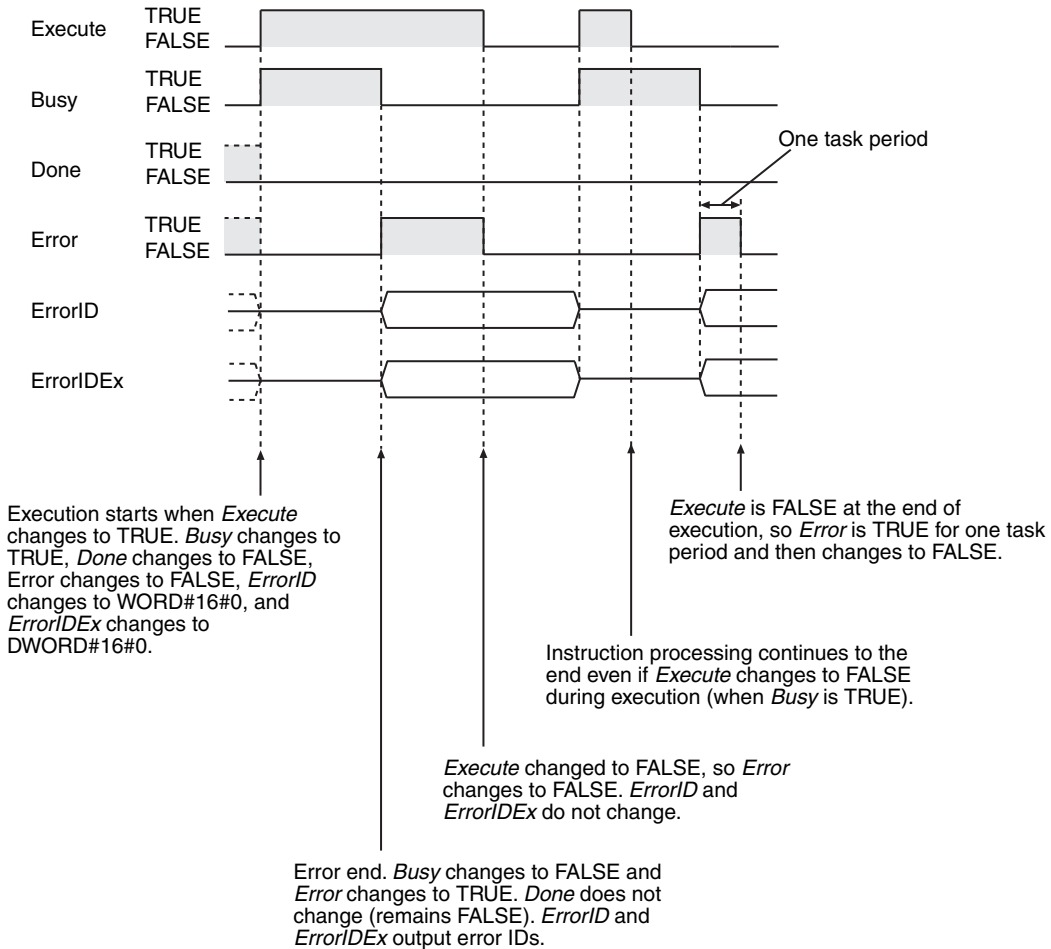 Execute
TRUE
FALSE
Busy
TRUE
FALSE
One task period
Done
TRUE
FALSE
Error
TRUE
FALSE
ErrorID
ErrorIDEx
Execution starts when Execute
changes to TRUE. Busy changes to
TRUE, Done changes to FALSE,
Error changes to FALSE, ErrorID
changes to WORD#16#0, and
ErrorIDEx changes to
DWORD#16#0.
Execute is FALSE at the end of
execution, so Error is TRUE for one task
period and then changes to FALSE.
Instruction processing continues to the
end even if Execute changes to FALSE
during execution (when Busy is TRUE).
Execute changed to FALSE, so Error
changes to FALSE. ErrorID and
ErrorIDEx do not change.
Error end. Busy changes to FALSE and
Error changes to TRUE. Done does not
change (remains FALSE). ErrorID and
ErrorIDEx output error IDs.